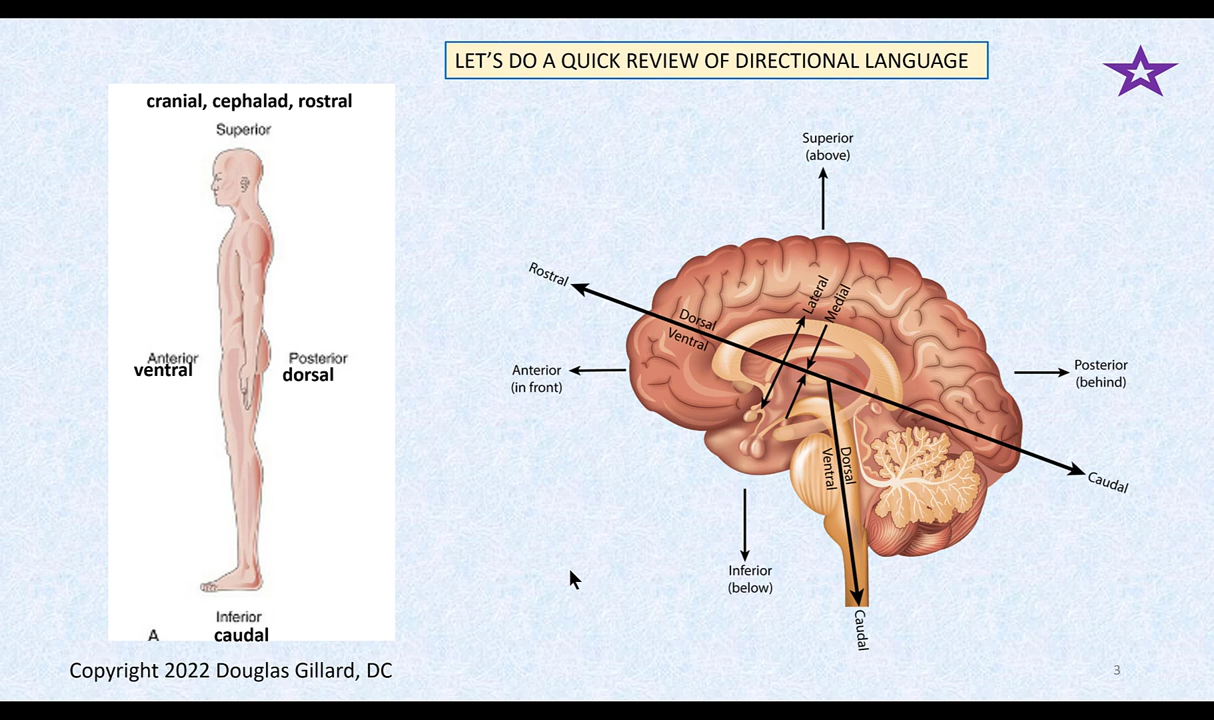 LET'S DO A QUICK REVIEW OF DIRECTIONAL LANGUAGE
cranial, cephalad, rostral
Superior
Anterior
ventral
Posterior
dorsal
Inferior
A
caudal
Copyright 2022 Douglas Gillard, DC
Superior
(above)
Rostral
Dorsal
Ventral
Lateral
Medial
Anterior
(in front)
Posterior
(behind)
Dorsal
Ventral
Caudal
Inferior
(below)
Caudal
3